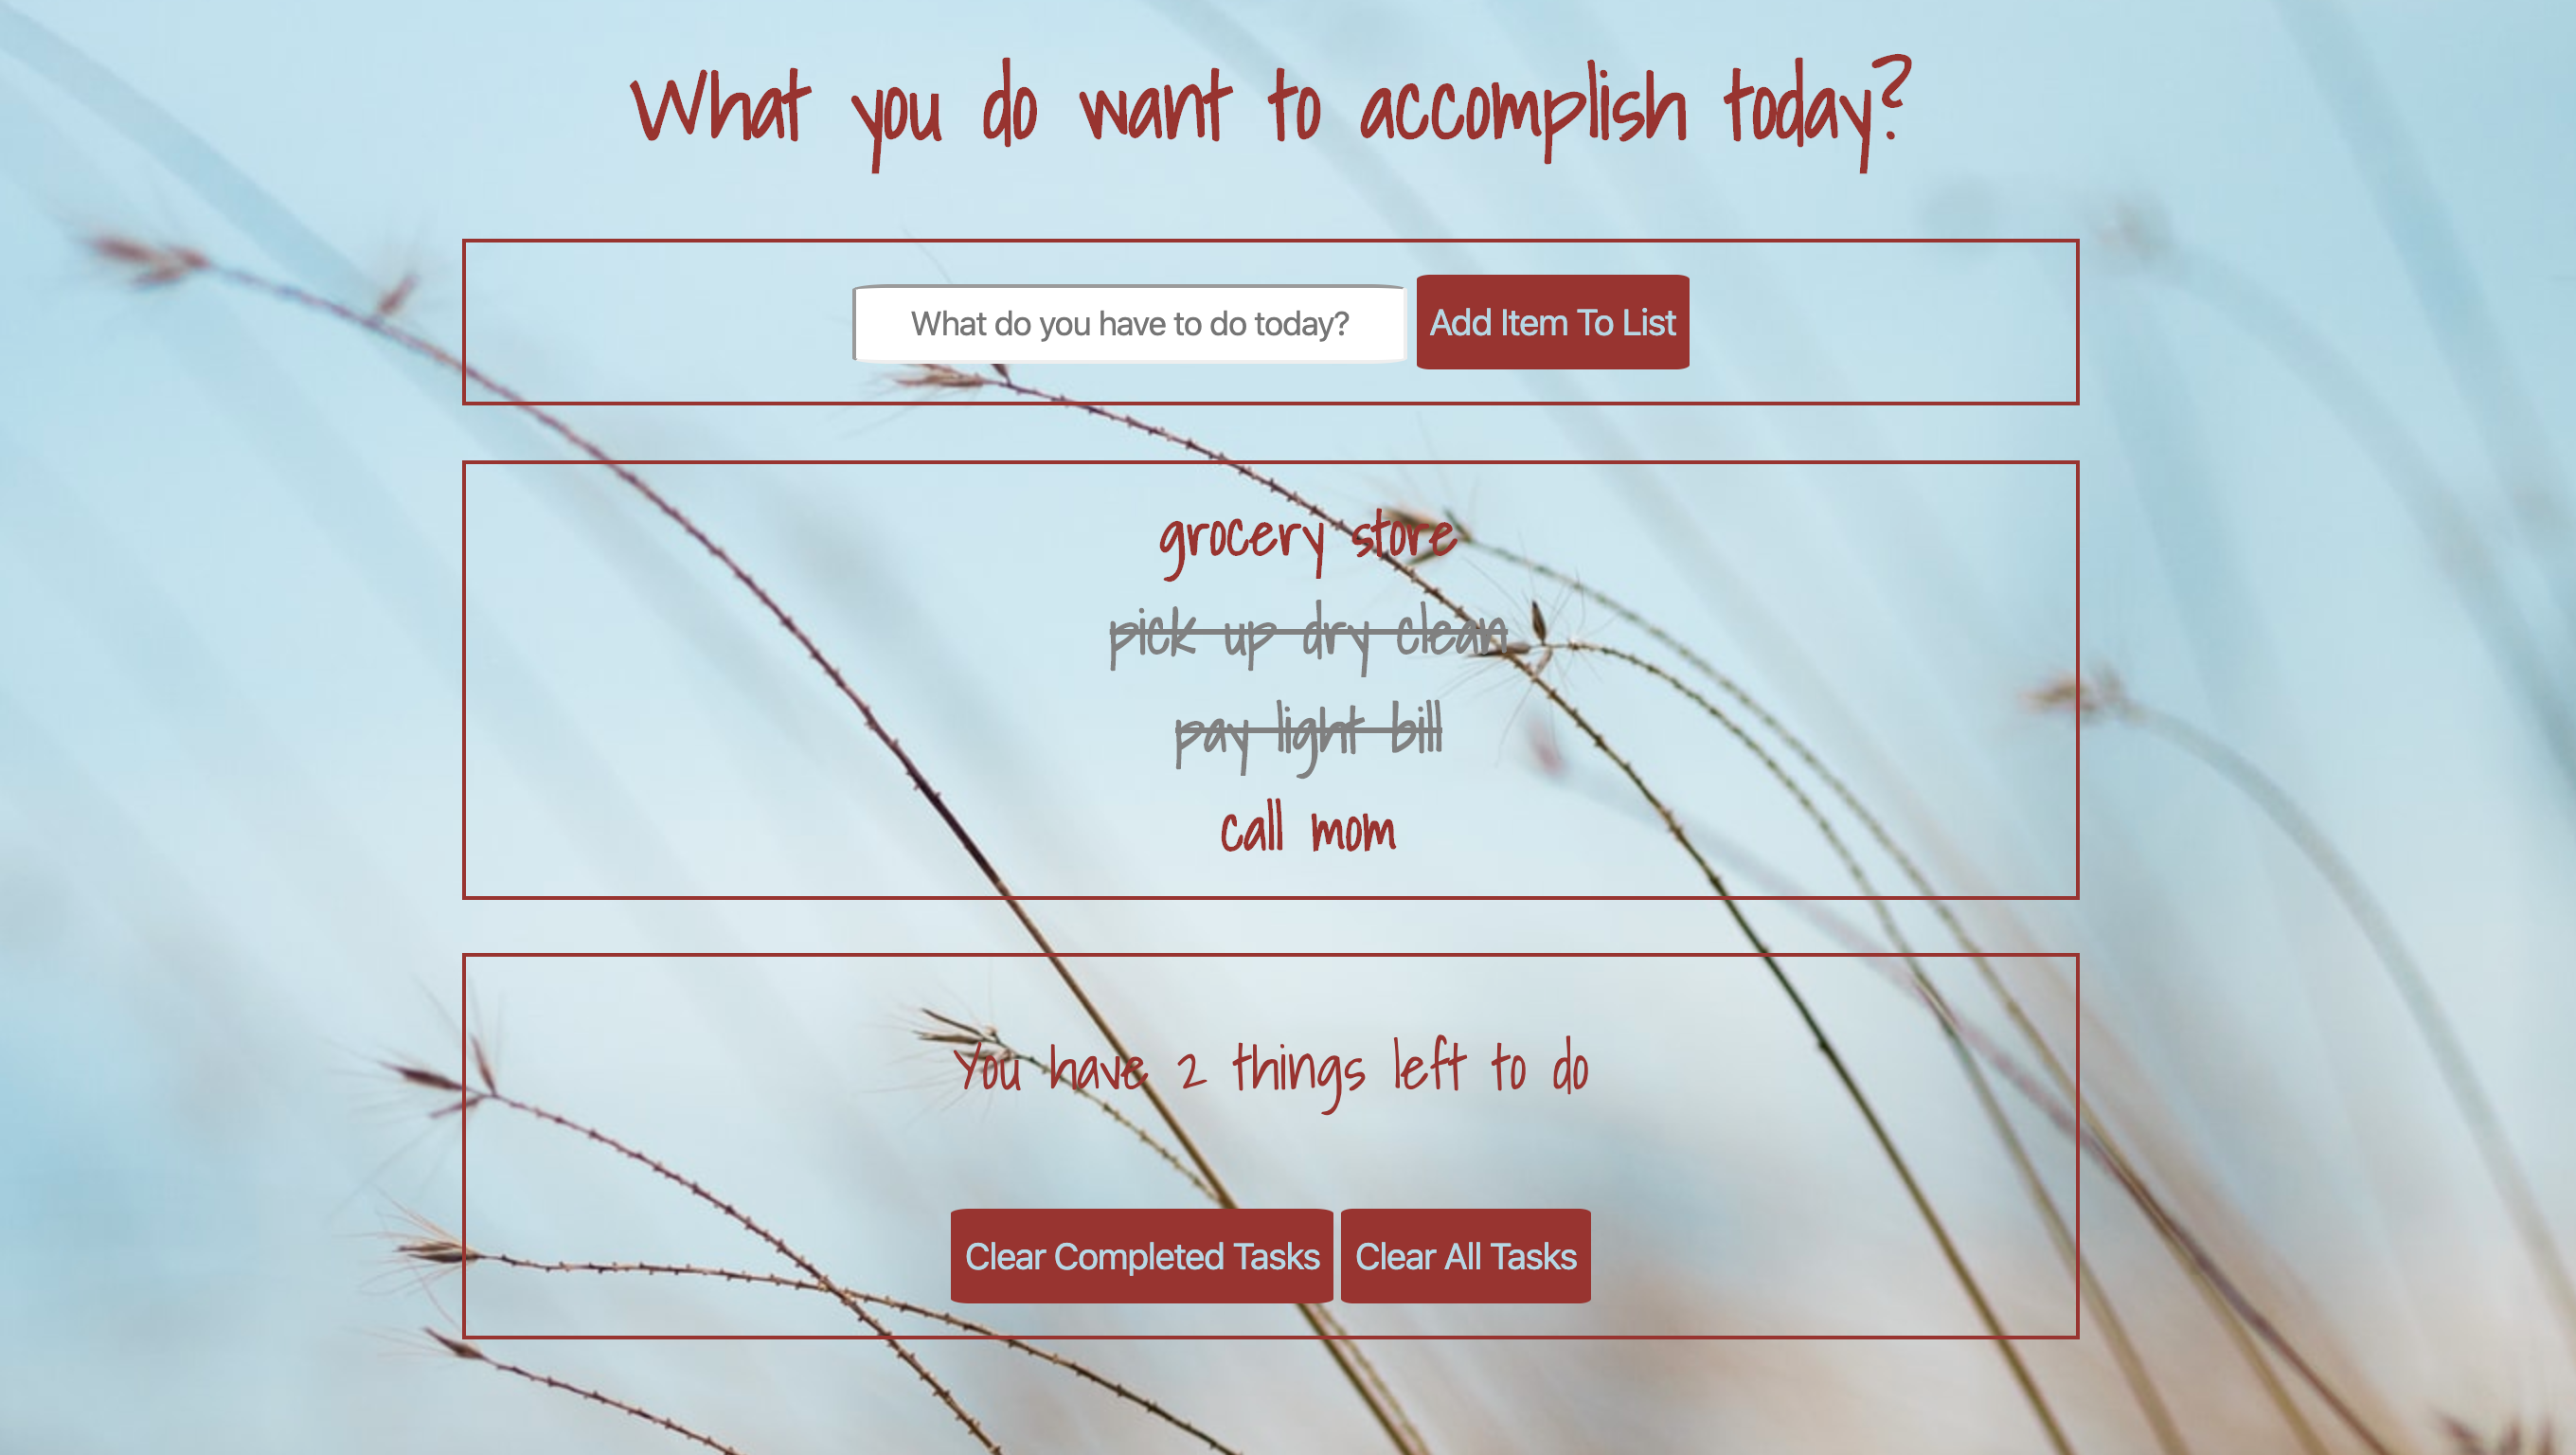 What you do want to accomplish today?
What do you have to do today? Add Item To List
grocery store
pick up dry clean
pay light bill
call mom
You have 2 things left to do
Clear Completed Tasks Clear All Tasks